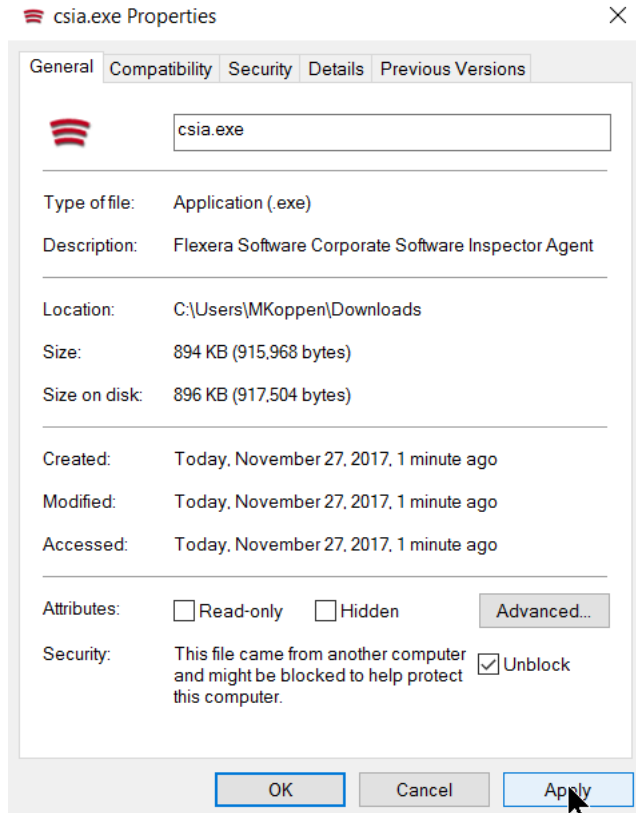 csia.exe Properties
General Compatibility Security Details Previous Versions
csia.exe
Type of file: Application (.exe)
Description: Flexera Software Corporate Software Inspector Agent
Location: C:\Users\MKoppen\Downloads
Size: 894 KB (915,968 bytes)
Size on disk: 896 KB (917,504 bytes)
Created: Today, November 27, 2017, 1 minute ago
Modified: Today, November 27, 2017, 1 minute ago
Accessed: Today, November 27, 2017, 1 minute ago
Attributes: Read-only Hidden Advanced...
Security: This file came from another computer
and might be blocked to help protect Unblock
this computer.
OK Cancel Apply